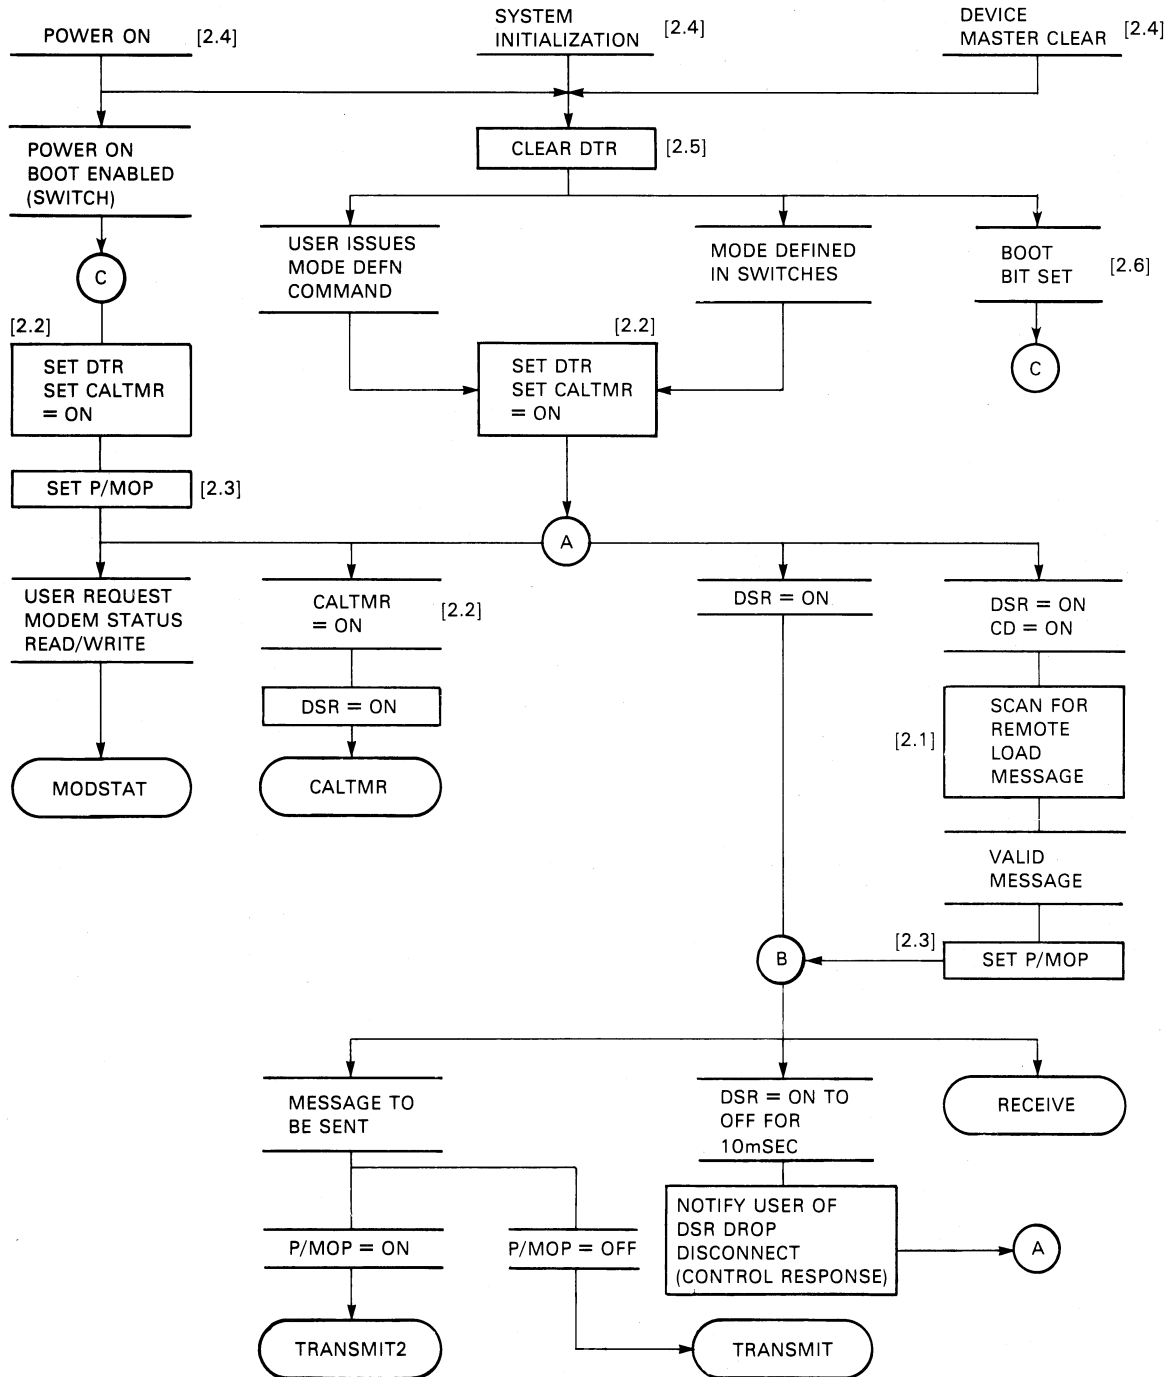 POWER ON [2.4]
SYSTEM
INITIALIZATION [2.4]
DEVICE
MASTER CLEAR [2.4]
POWER ON
BOOT ENABLED
(SWITCH)
CLEAR DTR [2.5]
USER ISSUES
MODE DEFN
COMMAND
MODE DEFINED
IN SWITCHES
BOOT
BIT SET
[2.6]
C
[2.2]
SET DTR
SET CALTMR
= ON
[2.2]
SET DTR
SET CALTMR
= ON
C
SET P/MOP [2.3]
A
USER REQUEST
MODEM STATUS
READ/WRITE
CALTMR
= ON
[2.2]
DSR = ON
DSR = ON
CD = ON
DSR = ON
[2.1]
SCAN FOR
REMOTE
LOAD
MESSAGE
MODSTAT
CALTMR
VALID
MESSAGE
B
[2.3]
SET P/MOP
MESSAGE TO
BE SENT
DSR = ON TO
OFF FOR
10mSEC
RECEIVE
P/MOP = ON
P/MOP = OFF
NOTIFY USER OF
DSR DROP
DISCONNECT
(CONTROL RESPONSE)
A
TRANSMIT2
TRANSMIT